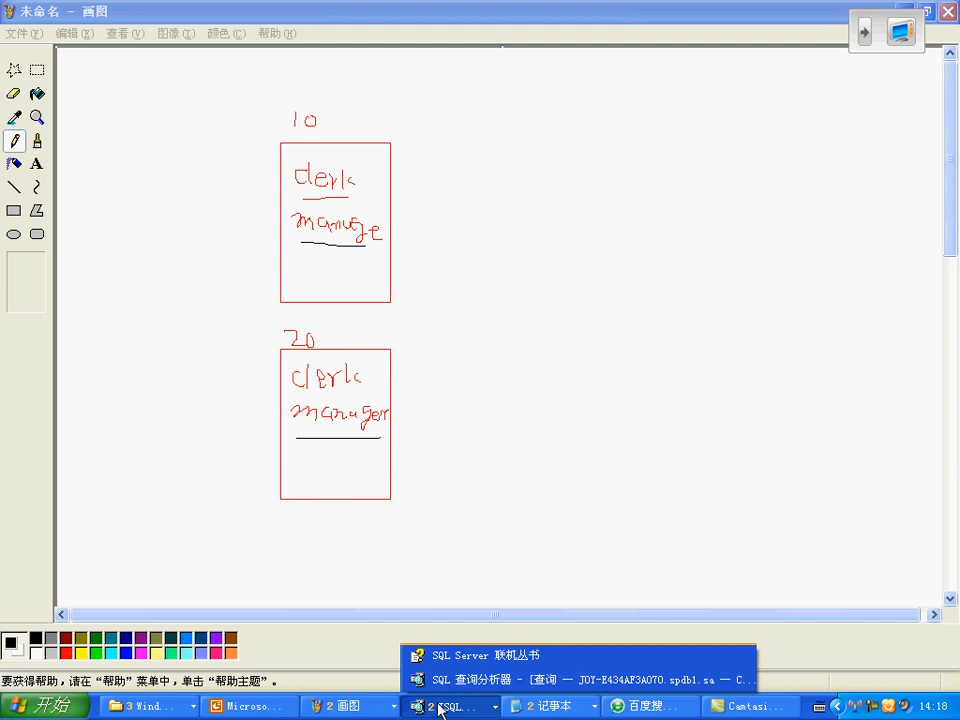 未命名 - 画图
文件(F) 编辑(E) 查看(V) 图像(I) 颜色(C) 帮助(H)
10
clerk
manage
20
clerk
manager
要获得帮助,请在“帮助”菜单中,单击“帮助主题”。
SQL Server 联机丛书
SQL 查询分析器 - [查询 — JOY-E434AF3A070.spdb1.sa — C...
开始
3 Wind...
Microso...
2 画图
2 SQL...
2 记事本
百度搜...
Camtasi...
14:18